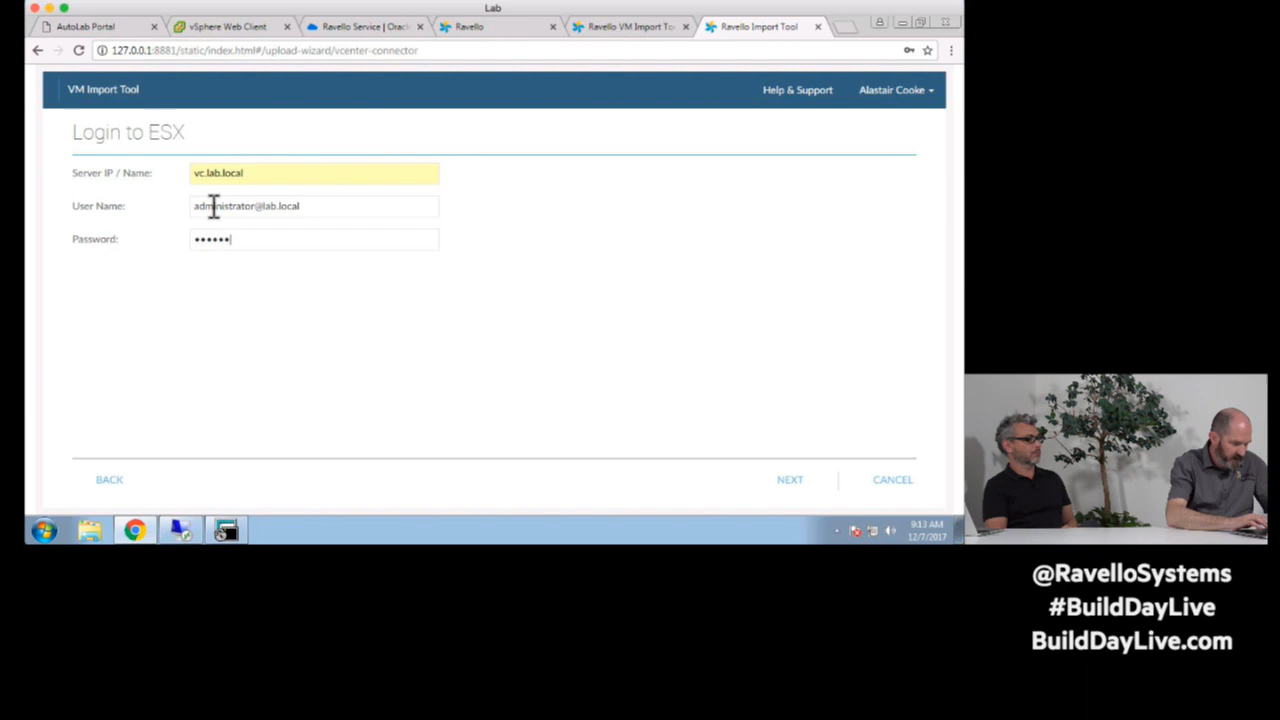 Lab
AutoLab Portal
vSphere Web Client
Ravello Service | Orac
Ravello
Ravello VM Import To
Ravello Import Tool
127.0.0.1:8881/static/index.html#/upload-wizard/vcenter-connector
VM Import Tool
Help & Support
Alastair Cooke
Login to ESX
Server IP / Name:
vc.lab.local
User Name:
administrator@lab.local
Password:
••••••
BACK
NEXT
CANCEL
9:13 AM
12/7/2017
@RavelloSystems
#BuildDayLive
BuildDayLive.com